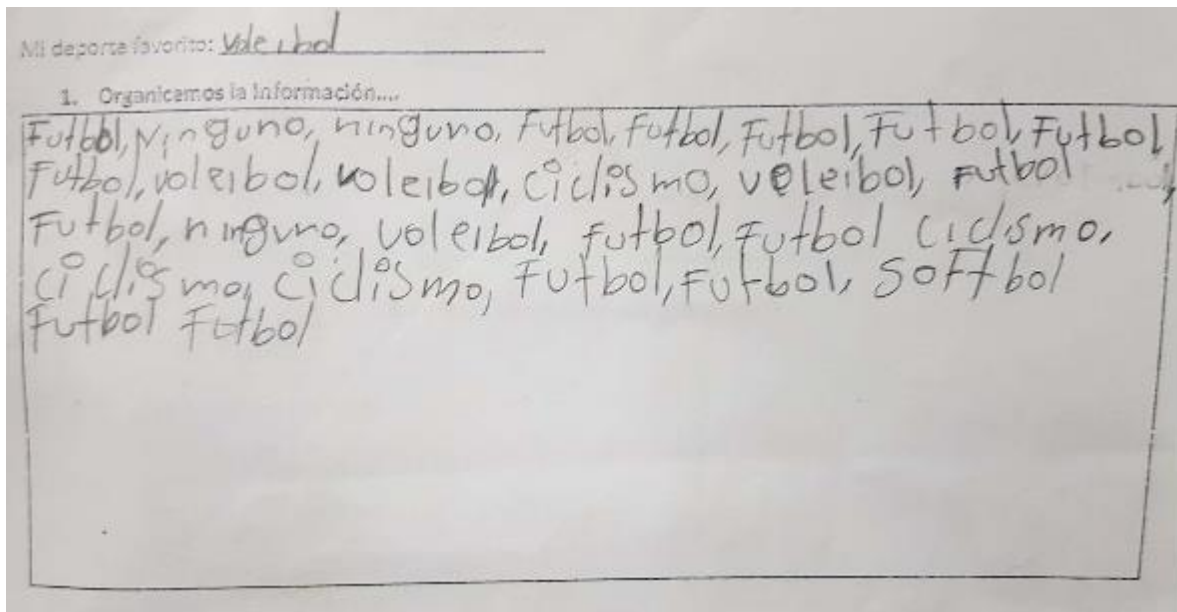 Mi deporte favorito: Voleibol
1. Organicemos la información....
Futbol, Ninguno, ninguno, Futbol, Futbol, Futbol, Futbol, Futbol
Futbol, voleibol, voleibol, ciclismo, veleibol, Futbol
Futbol, ninguno, voleibol, futbol, futbol ciclismo,
ciclismo, ciclismo, Futbol, Futbol, softbol
Futbol Futbol